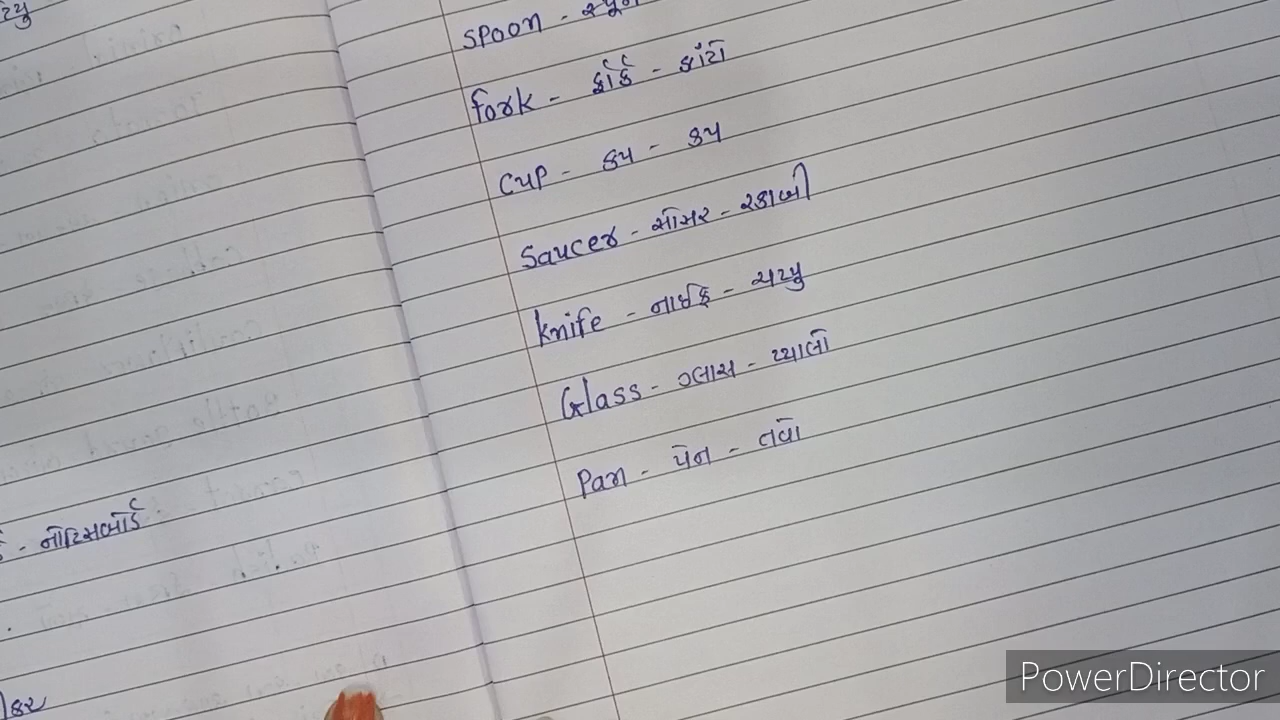 spoon - સ્પૂન
fork - ફોર્ક - કાંટો
cup - કપ - કપ
Saucer - સોસર - રકાબી
knife - નાઈફ - ચપ્પુ
Glass - ગ્લાસ - પ્યાલો
Pan - પેન - તવો
- નોટિસબોર્ડ
PowerDirector